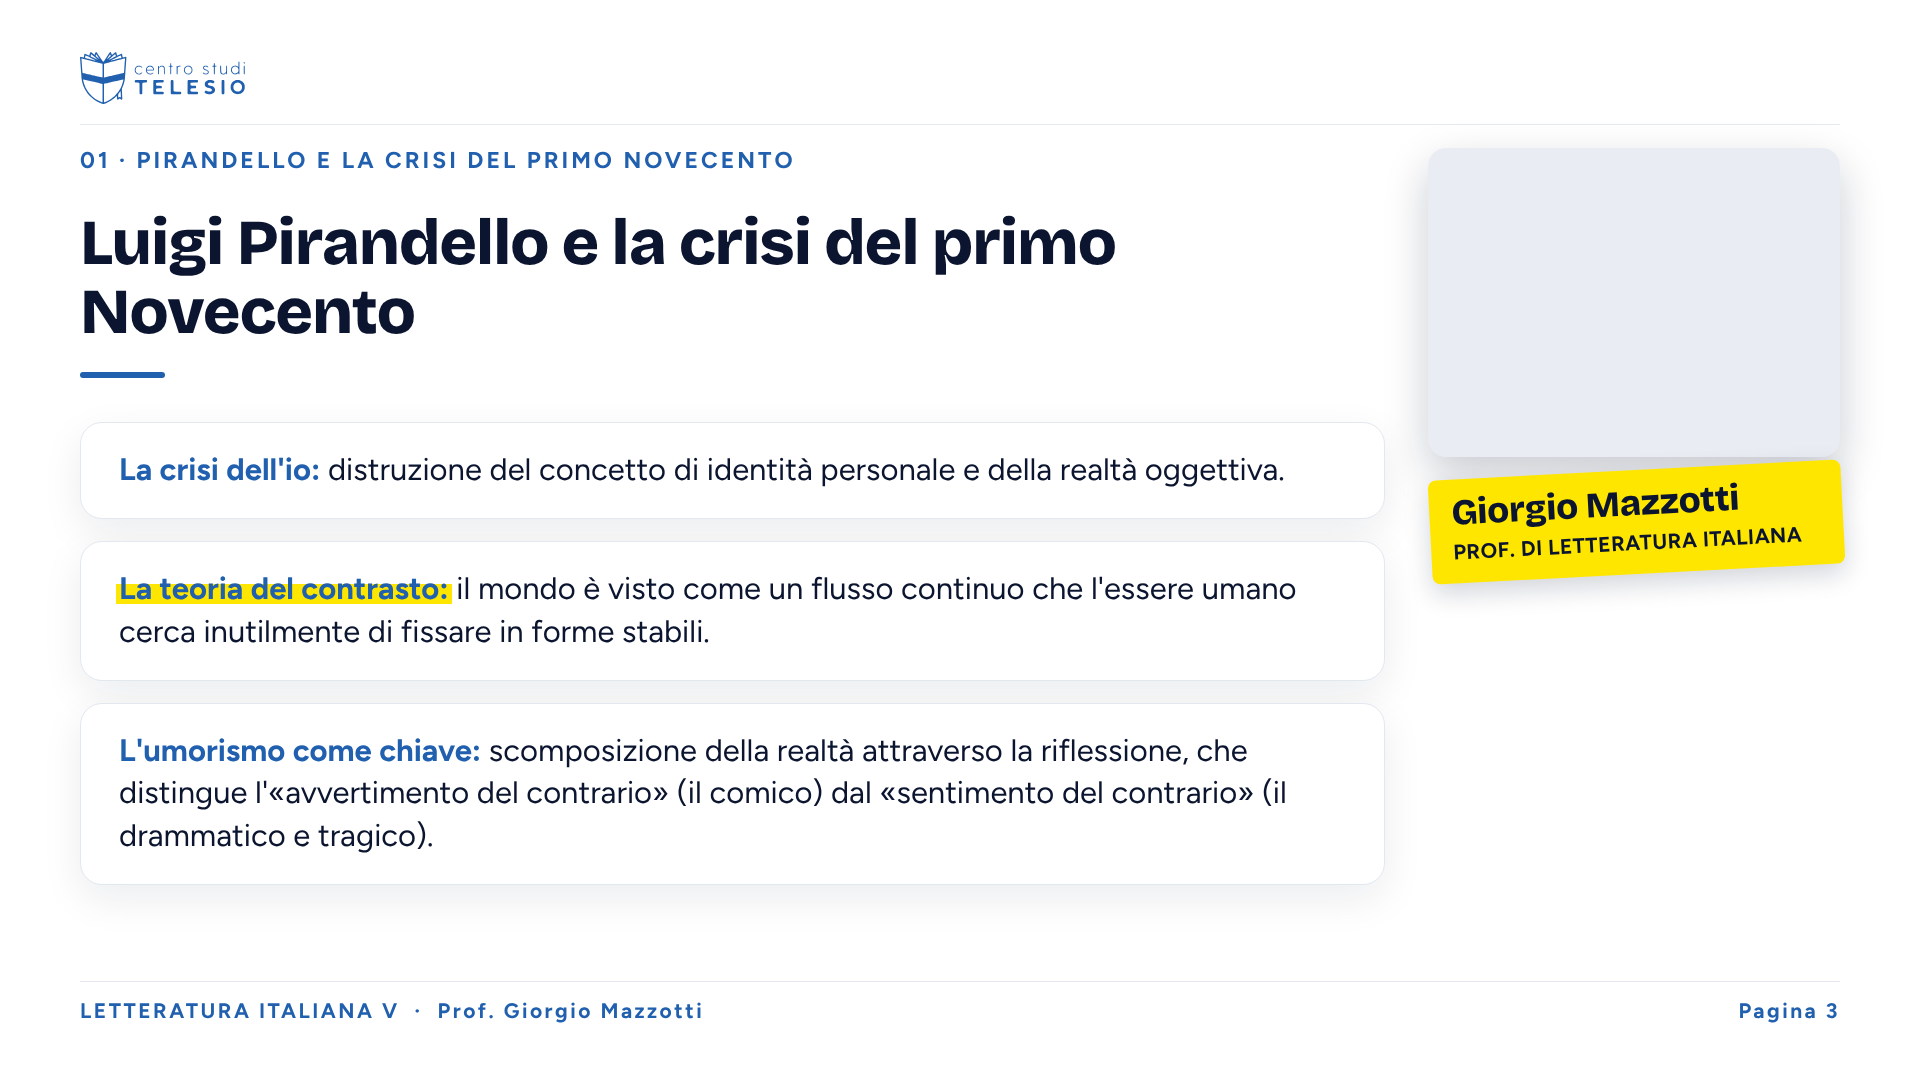 centro studi
TELESIO
01 · PIRANDELLO E LA CRISI DEL PRIMO NOVECENTO
Luigi Pirandello e la crisi del primo
Novecento
La crisi dell'io: distruzione del concetto di identità personale e della realtà oggettiva.
La teoria del contrasto: il mondo è visto come un flusso continuo che l'essere umano
cerca inutilmente di fissare in forme stabili.
L'umorismo come chiave: scomposizione della realtà attraverso la riflessione, che
distingue l'«avvertimento del contrario» (il comico) dal «sentimento del contrario» (il
drammatico e tragico).
Giorgio Mazzotti
PROF. DI LETTERATURA ITALIANA
LETTERATURA ITALIANA V · Prof. Giorgio Mazzotti
Pagina 3